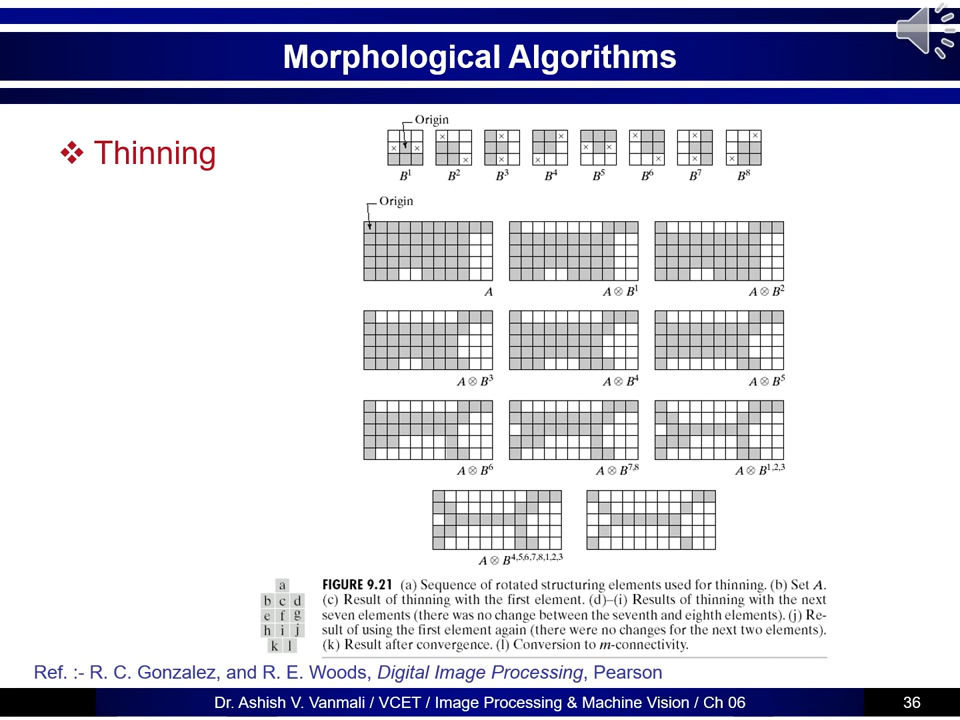 Morphological Algorithms
❖ Thinning
Origin
× × × × × × × × × × × × × × × ×
B¹ B² B³ B⁴ B⁵ B⁶ B⁷ B⁸
Origin
A A ⊗ B¹ A ⊗ B²
A ⊗ B³ A ⊗ B⁴ A ⊗ B⁵
A ⊗ B⁶ A ⊗ B⁷,⁸ A ⊗ B¹,²,³
A ⊗ B⁴,⁵,⁶,⁷,⁸,¹,²,³
a
b c d
e f g
h i j
k l
FIGURE 9.21 (a) Sequence of rotated structuring elements used for thinning. (b) Set A.
(c) Result of thinning with the first element. (d)–(i) Results of thinning with the next
seven elements (there was no change between the seventh and eighth elements). (j) Re-
sult of using the first element again (there were no changes for the next two elements).
(k) Result after convergence. (l) Conversion to m-connectivity.
Ref. :- R. C. Gonzalez, and R. E. Woods, Digital Image Processing, Pearson
Dr. Ashish V. Vanmali / VCET / Image Processing & Machine Vision / Ch 06
36